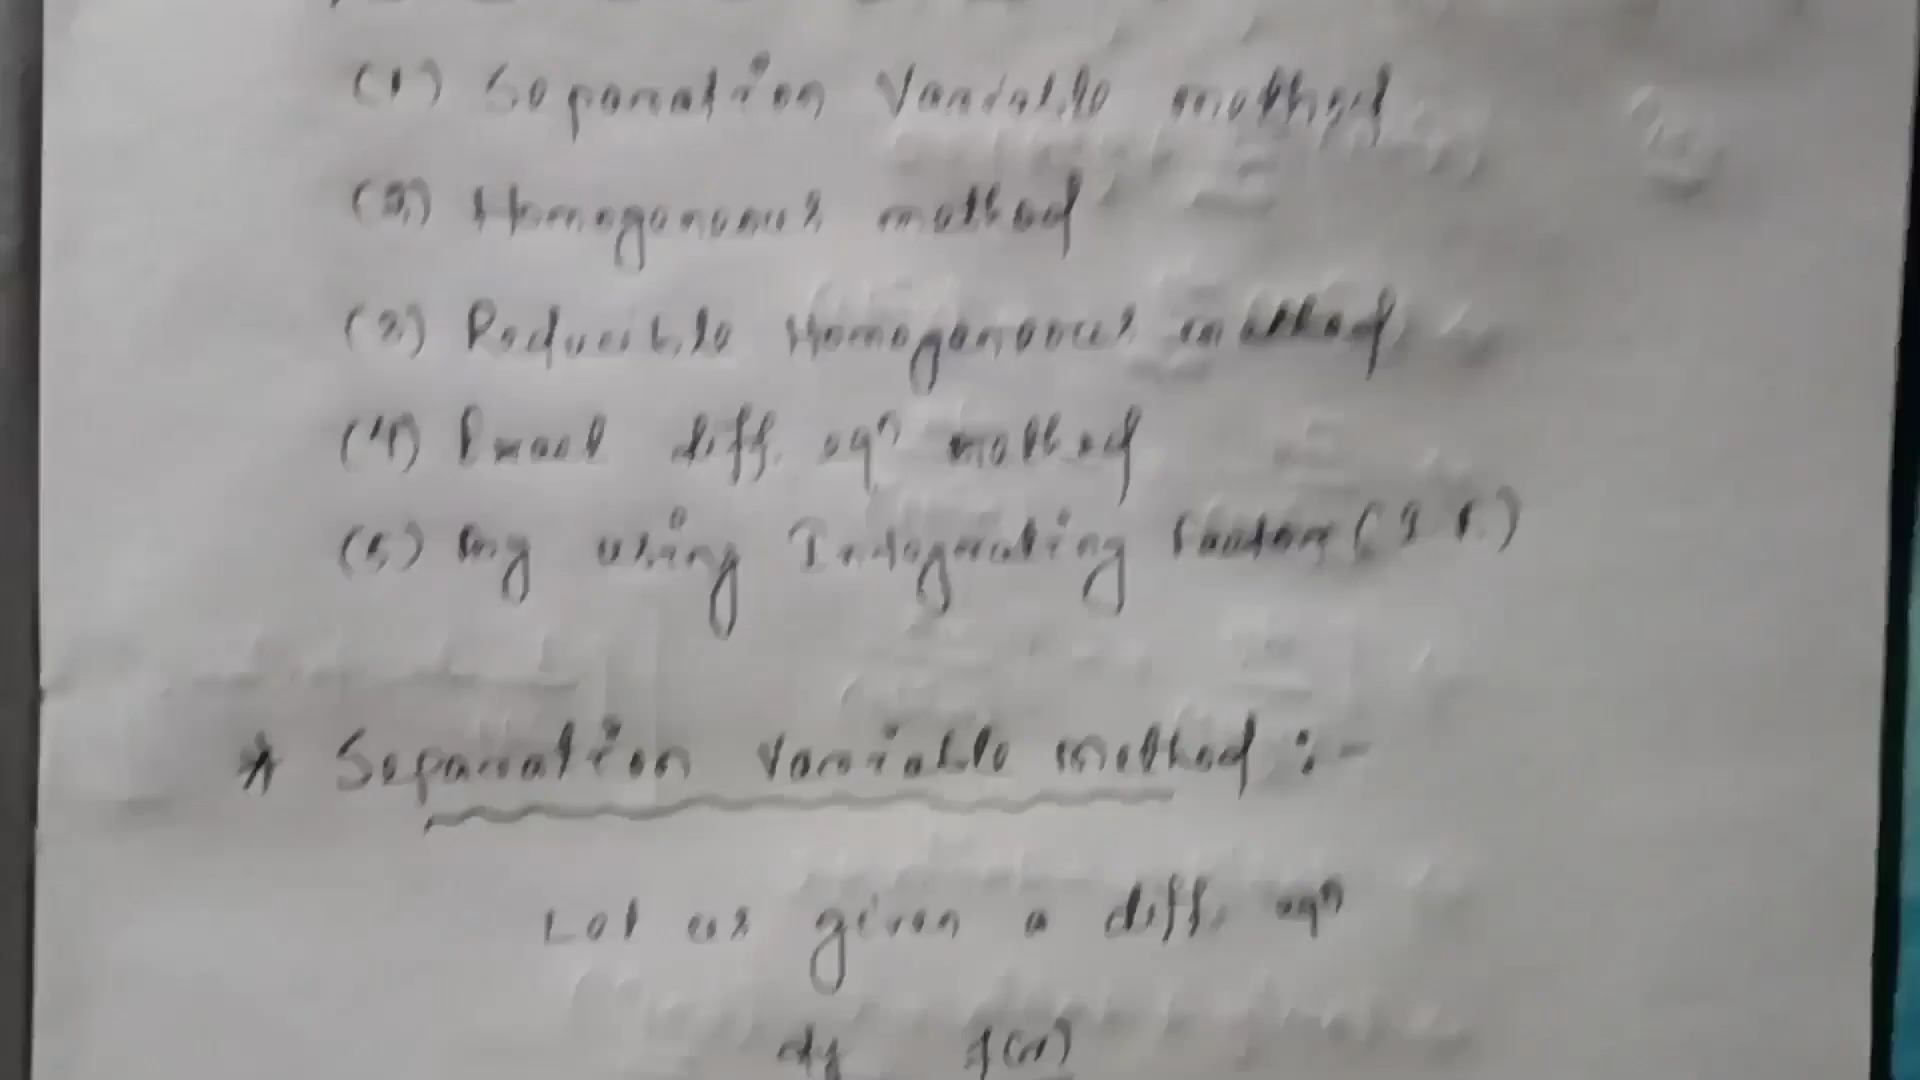 (1) Separation Variable method
(2) Homogeneous method
(3) Reducible Homogeneous method
(4) Exact diff. eqn method
(5) By using Integrating factor (I.F.)
* Separation Variable method :-
Let us given a diff. eqn
dy f(x)